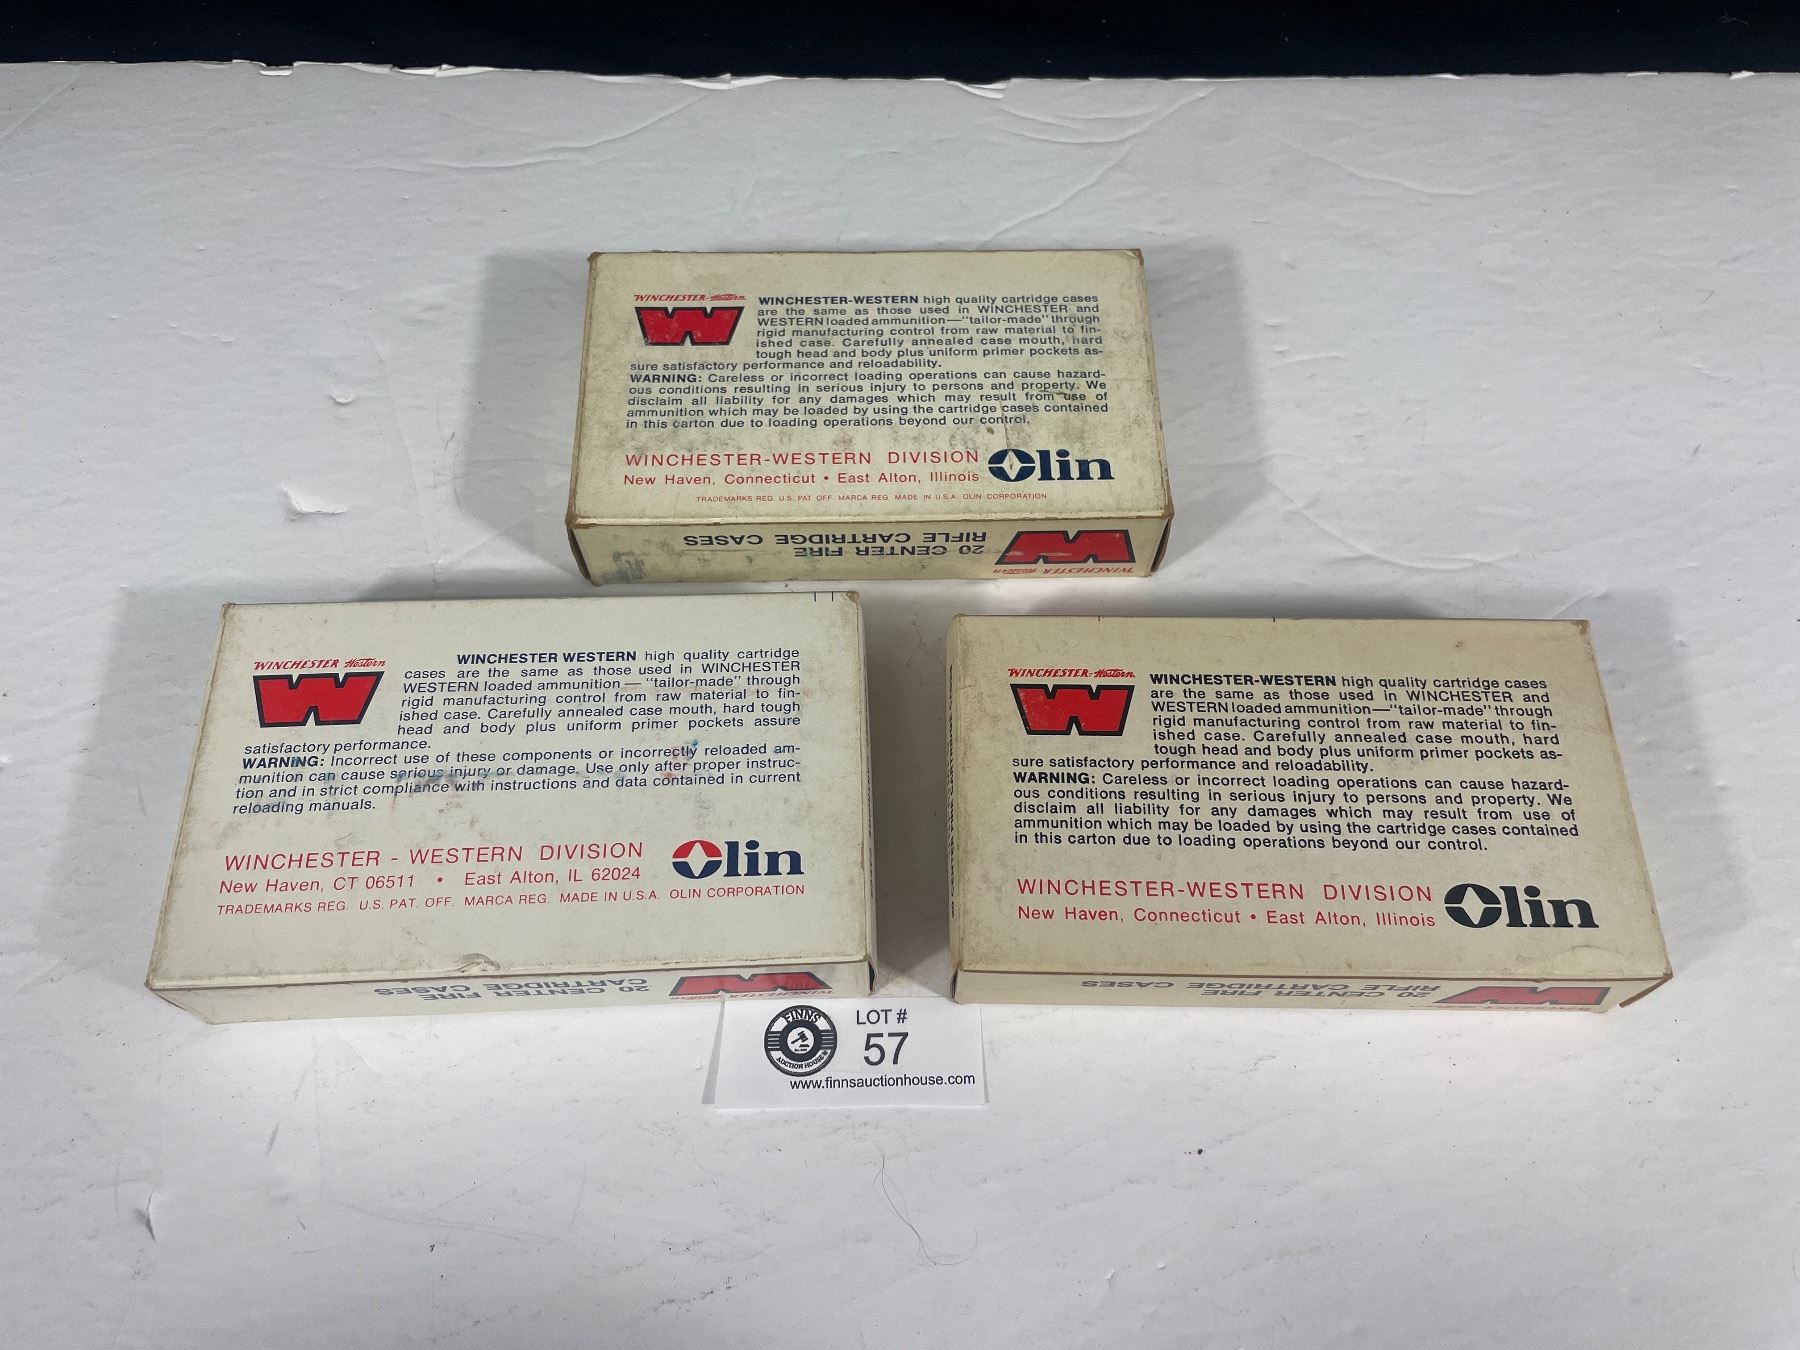 WINCHESTER-Western
WINCHESTER-WESTERN high quality cartridge cases
are the same as those used in WINCHESTER and
WESTERN loaded ammunition—"tailor-made" through
rigid manufacturing control from raw material to fin-
ished case. Carefully annealed case mouth, hard
tough head and body plus uniform primer pockets as-
sure satisfactory performance and reloadability.
WARNING: Careless or incorrect loading operations can cause hazard-
ous conditions resulting in serious injury to persons and property. We
disclaim all liability for any damages which may result from use of
ammunition which may be loaded by using the cartridge cases contained
in this carton due to loading operations beyond our control.
WINCHESTER-WESTERN DIVISION
New Haven, Connecticut • East Alton, Illinois
Olin
TRADEMARKS REG. U.S. PAT. OFF. MARCA REG. MADE IN U.S.A. OLIN CORPORATION
WINCHESTER-Western
20 CENTER FIRE
RIFLE CARTRIDGE CASES
WINCHESTER Western
WINCHESTER WESTERN high quality cartridge
cases are the same as those used in WINCHESTER
WESTERN loaded ammunition — "tailor-made" through
rigid manufacturing control from raw material to fin-
ished case. Carefully annealed case mouth, hard tough
head and body plus uniform primer pockets assure
satisfactory performance.
WARNING: Incorrect use of these components or incorrectly reloaded am-
munition can cause serious injury or damage. Use only after proper instruc-
tion and in strict compliance with instructions and data contained in current
reloading manuals.
WINCHESTER - WESTERN DIVISION
New Haven, CT 06511 • East Alton, IL 62024
Olin
TRADEMARKS REG. U.S. PAT. OFF. MARCA REG. MADE IN U.S.A. OLIN CORPORATION
WINCHESTER Western
20 CENTER FIRE
CARTRIDGE CASES
WINCHESTER-Western
WINCHESTER-WESTERN high quality cartridge cases
are the same as those used in WINCHESTER and
WESTERN loaded ammunition—"tailor-made" through
rigid manufacturing control from raw material to fin-
ished case. Carefully annealed case mouth, hard
tough head and body plus uniform primer pockets as-
sure satisfactory performance and reloadability.
WARNING: Careless or incorrect loading operations can cause hazard-
ous conditions resulting in serious injury to persons and property. We
disclaim all liability for any damages which may result from use of
ammunition which may be loaded by using the cartridge cases contained
in this carton due to loading operations beyond our control.
WINCHESTER-WESTERN DIVISION
New Haven, Connecticut • East Alton, Illinois
Olin
20 CENTER FIRE
RIFLE CARTRIDGE CASES
FINNS
AUCTION HOUSE
LOT #
57
www.finnsauctionhouse.com